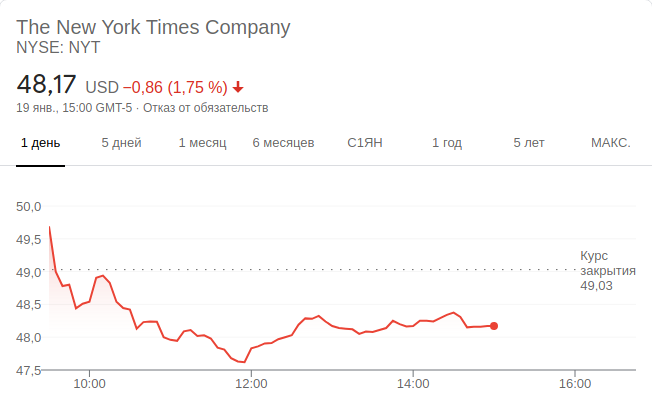 The New York Times Company
NYSE: NYT
48,17 USD −0,86 (1,75 %)
19 янв., 15:00 GMT-5 · Отказ от обязательств
1 день 5 дней 1 месяц 6 месяцев С1ЯН 1 год 5 лет МАКС.
50,0
49,5
49,0
48,5
48,0
47,5
Курс
закрытия
49,03
10:00 12:00 14:00 16:00